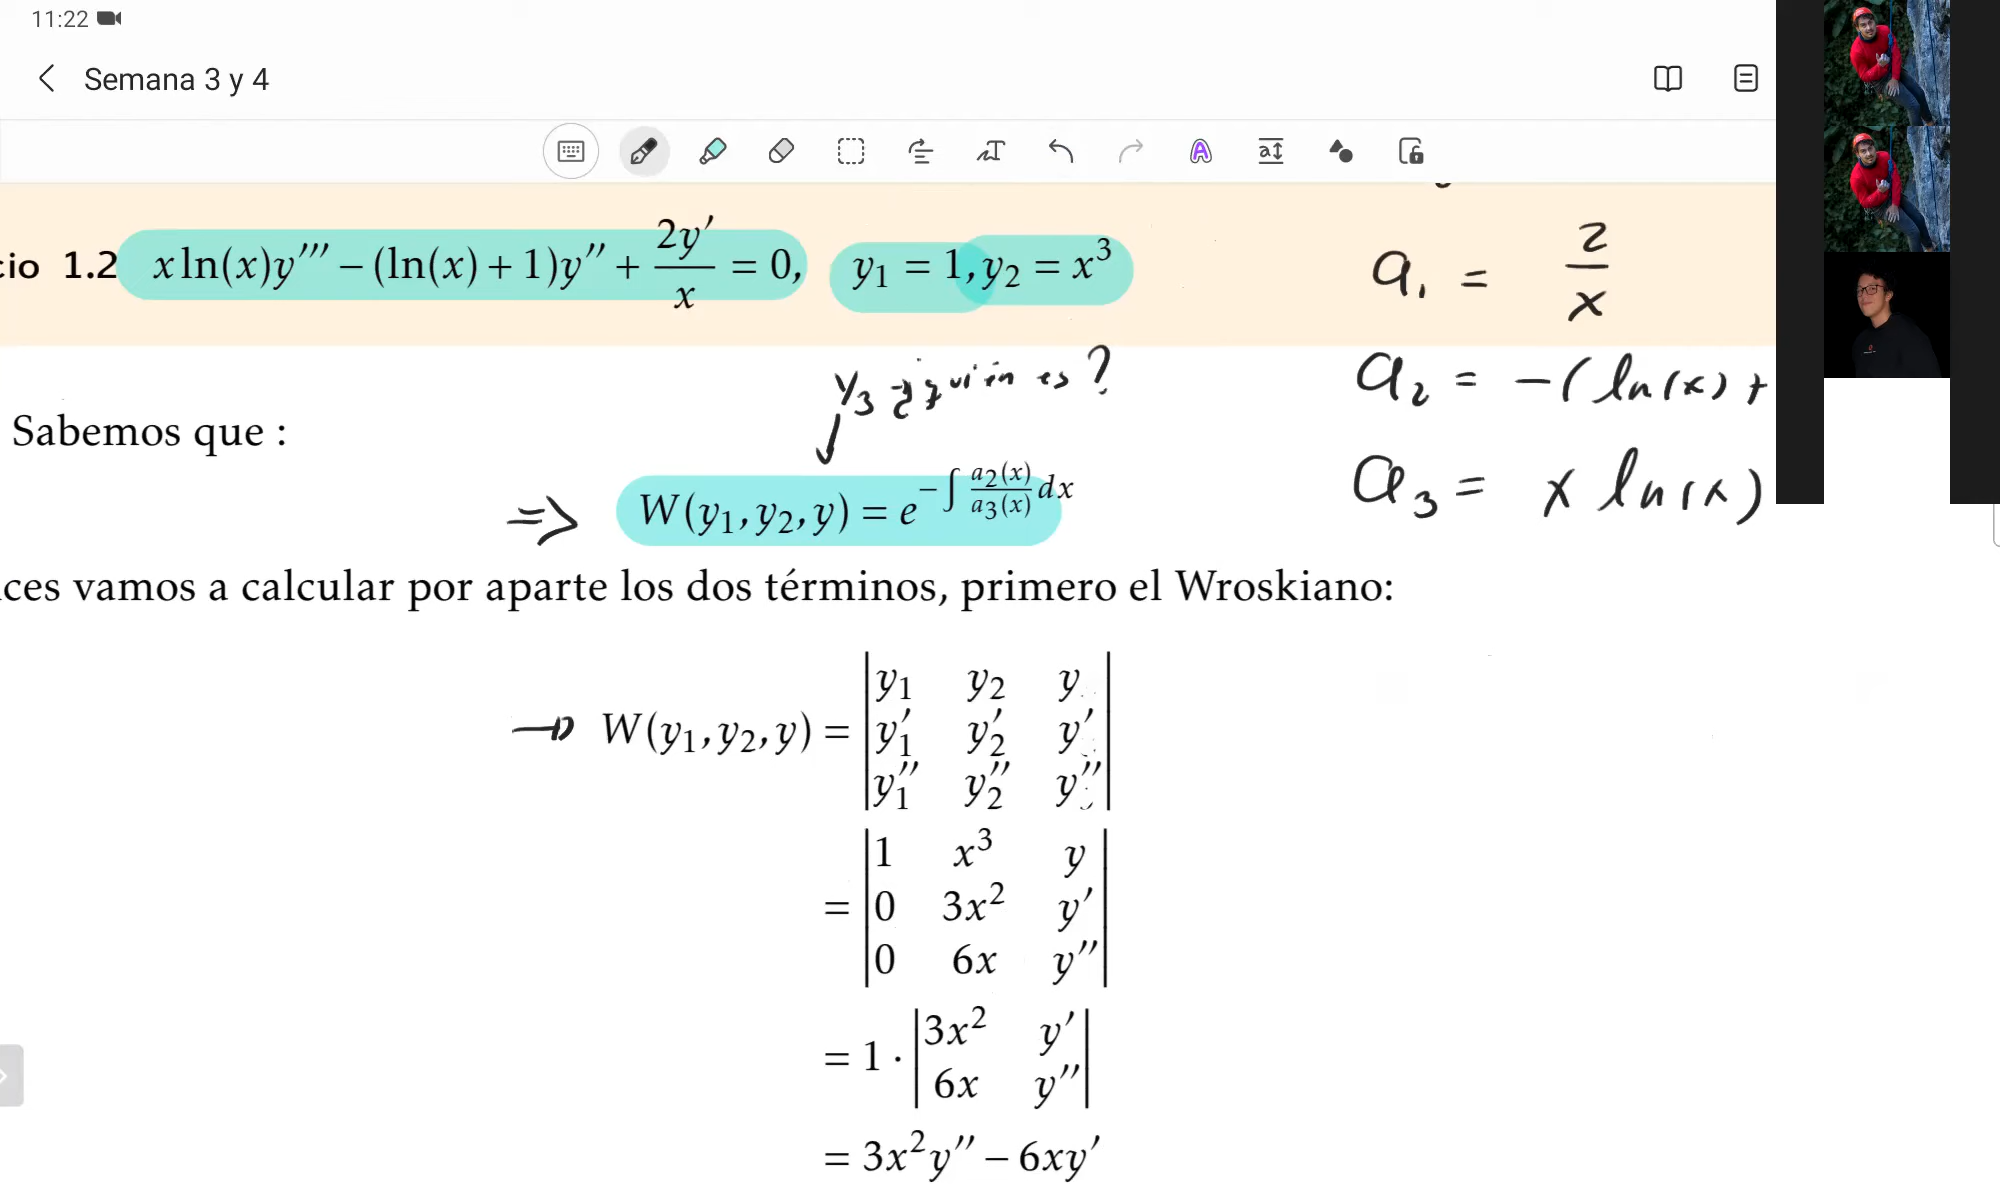 11:22
Semana 3 y 4
cio 1.2 x ln(x)y′′′ − (ln(x) + 1)y′′ + 2y′/x = 0, y₁ = 1, y₂ = x³
a₁ = 2/x
y₃ ¿quién es?
a₂ = −(ln(x) +
Sabemos que :
a₃ = x ln(x)
=> W(y₁, y₂, y) = e^(−∫ a₂(x)/a₃(x) dx)
ces vamos a calcular por aparte los dos términos, primero el Wroskiano:
→ W(y₁, y₂, y) = |y₁ y₂ y|
|y₁′ y₂′ y′|
|y₁′′ y₂′′ y′′|
= |1 x³ y|
|0 3x² y′|
|0 6x y′′|
= 1 · |3x² y′|
|6x y′′|
= 3x²y′′ − 6xy′